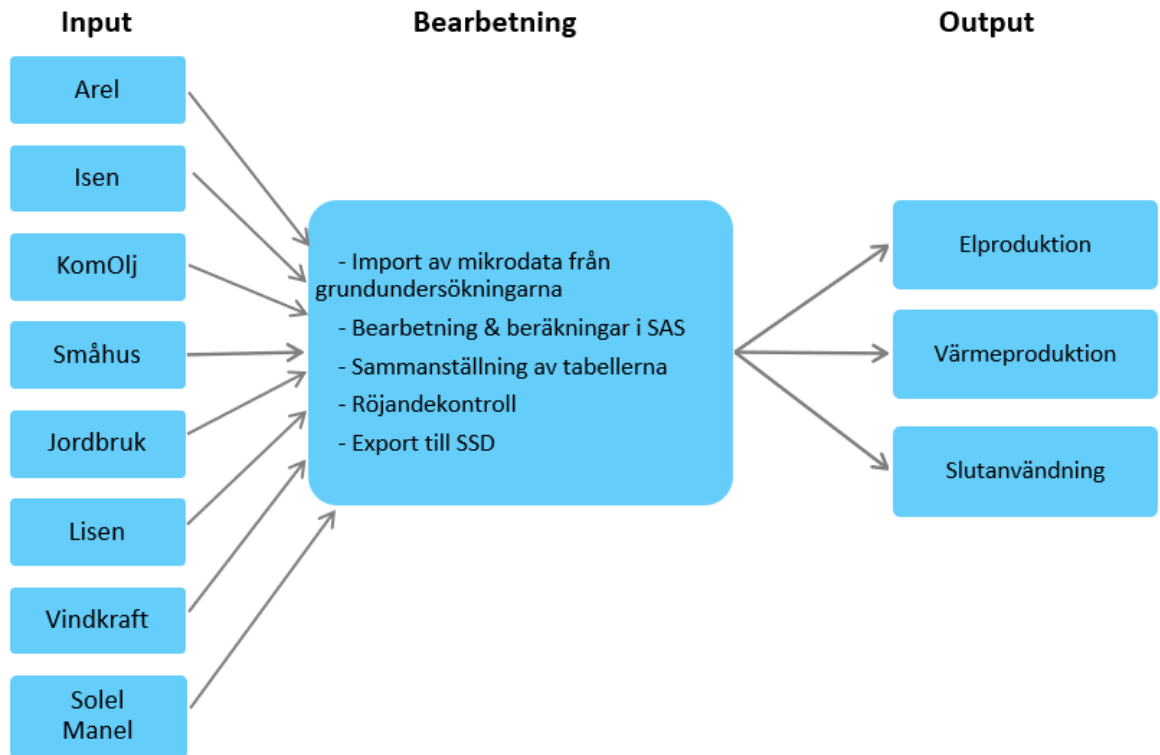 Input
Bearbetning
Output
Arel
Isen
KomOlj
Småhus
Jordbruk
Lisen
Vindkraft
Solel
Manel
- Import av mikrodata från
grundundersökningarna
- Bearbetning & beräkningar i SAS
- Sammanställning av tabellerna
- Röjandekontroll
- Export till SSD
Elproduktion
Värmeproduktion
Slutanvändning